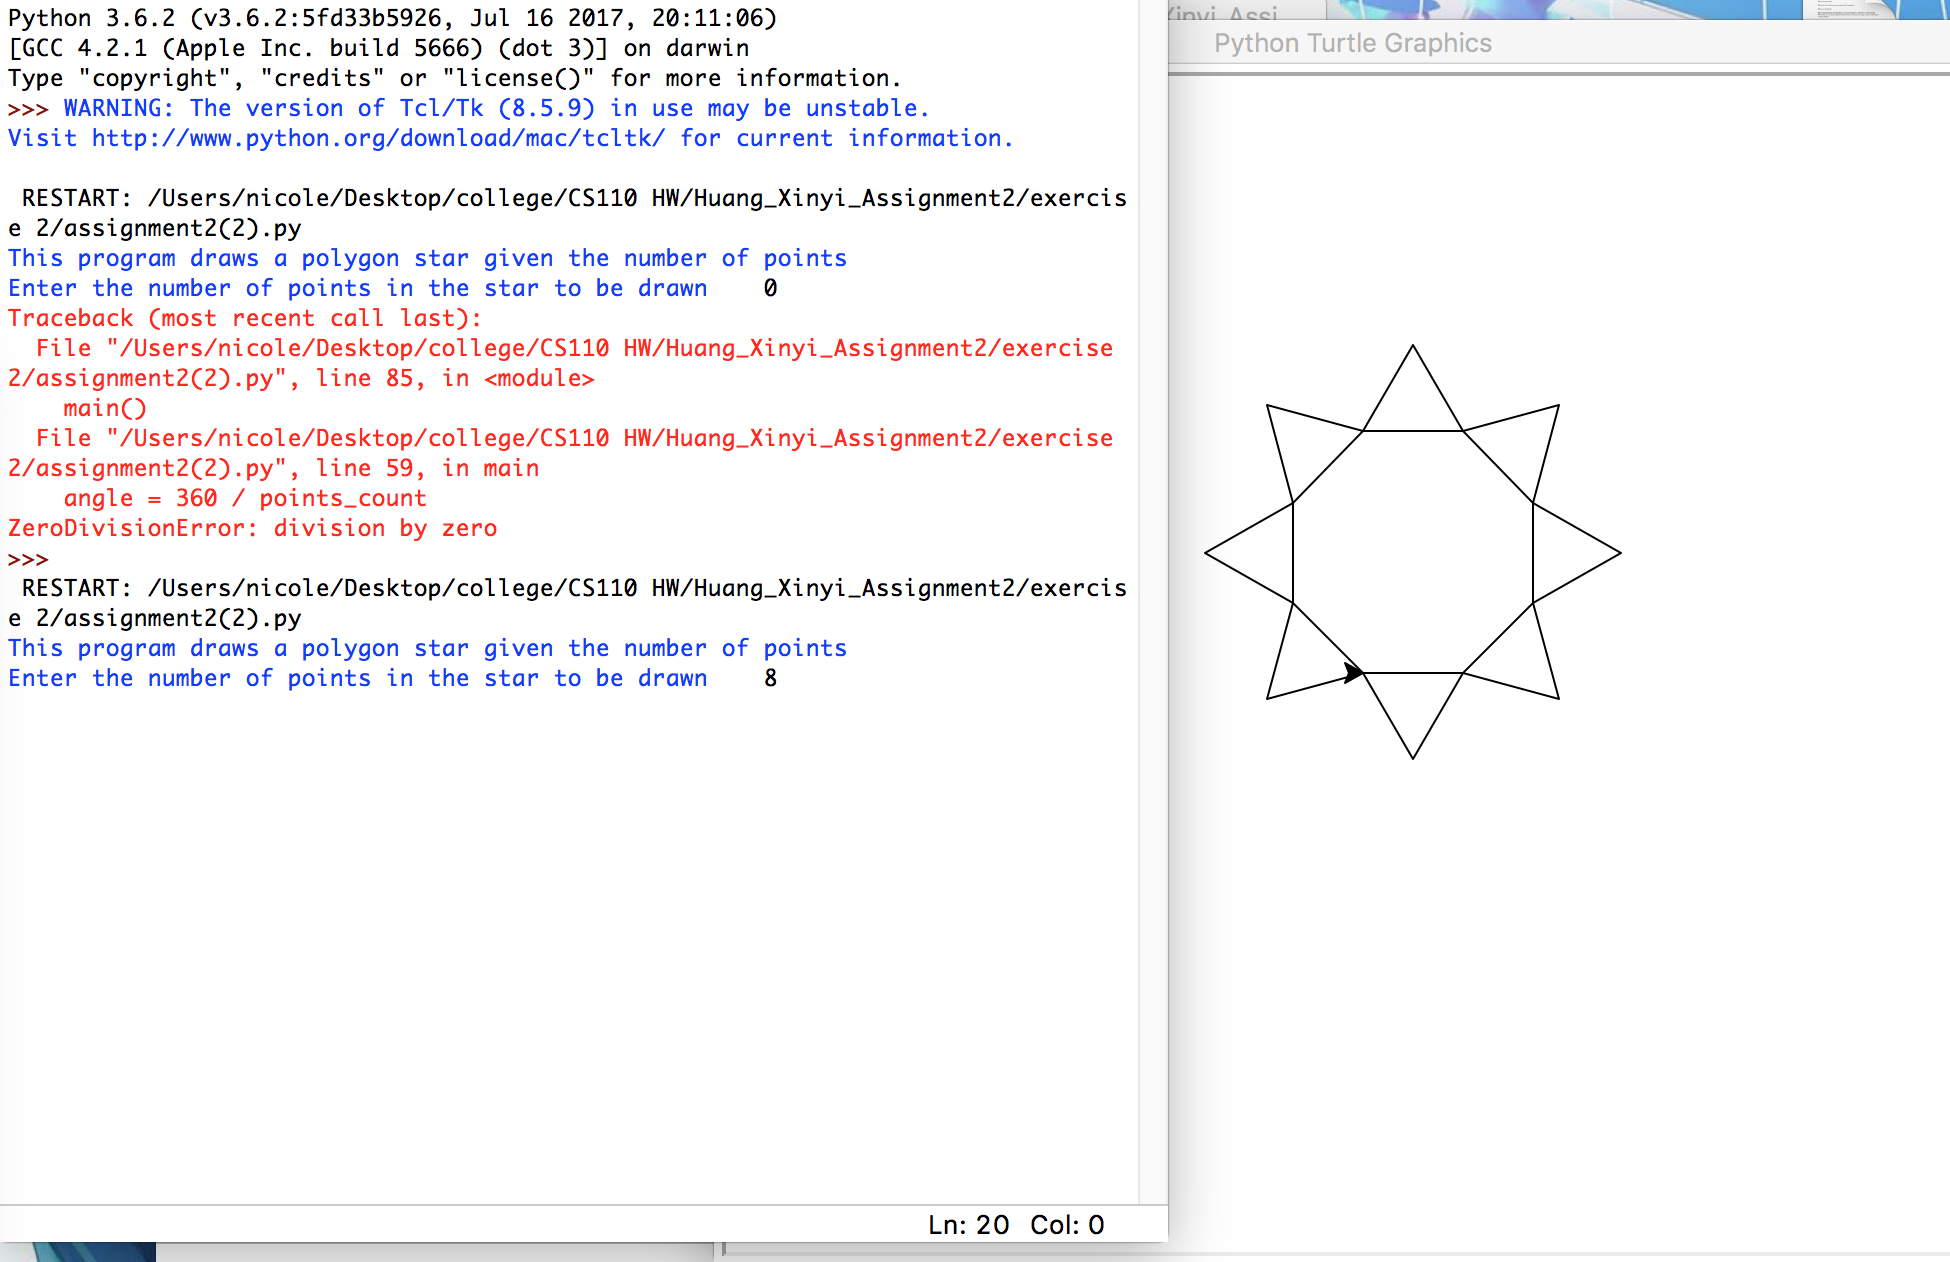 Python 3.6.2 (v3.6.2:5fd33b5926, Jul 16 2017, 20:11:06)
[GCC 4.2.1 (Apple Inc. build 5666) (dot 3)] on darwin
Type "copyright", "credits" or "license()" for more information.
>>> WARNING: The version of Tcl/Tk (8.5.9) in use may be unstable.
Visit http://www.python.org/download/mac/tcltk/ for current information.
RESTART: /Users/nicole/Desktop/college/CS110 HW/Huang_Xinyi_Assignment2/exercis
e 2/assignment2(2).py
This program draws a polygon star given the number of points
Enter the number of points in the star to be drawn    0
Traceback (most recent call last):
  File "/Users/nicole/Desktop/college/CS110 HW/Huang_Xinyi_Assignment2/exercise
2/assignment2(2).py", line 85, in <module>
    main()
  File "/Users/nicole/Desktop/college/CS110 HW/Huang_Xinyi_Assignment2/exercise
2/assignment2(2).py", line 59, in main
    angle = 360 / points_count
ZeroDivisionError: division by zero
>>>
RESTART: /Users/nicole/Desktop/college/CS110 HW/Huang_Xinyi_Assignment2/exercis
e 2/assignment2(2).py
This program draws a polygon star given the number of points
Enter the number of points in the star to be drawn    8
Ln: 20 Col: 0
Python Turtle Graphics